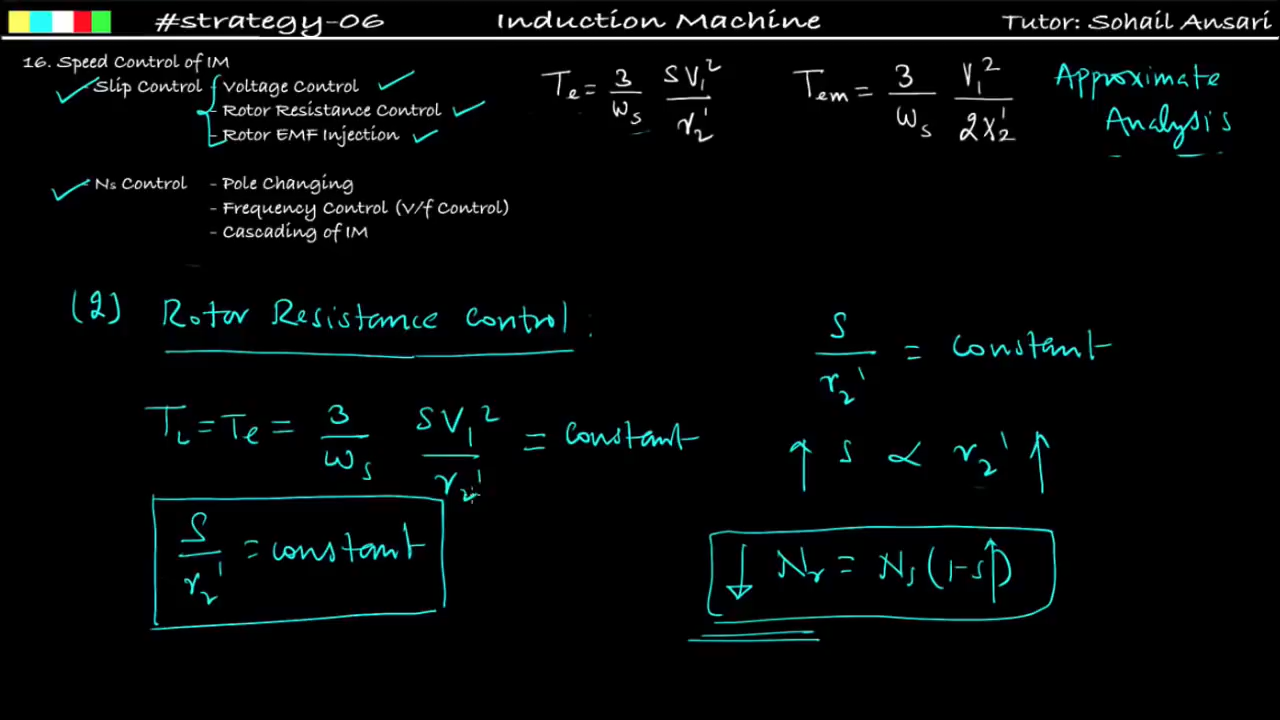 #strategy-06 Induction Machine Tutor: Sohail Ansari
16. Speed Control of IM
Slip Control - Voltage Control
- Rotor Resistance Control
- Rotor EMF Injection
- Ns Control - Pole Changing
- Frequency Control (V/f Control)
- Cascading of IM
Te = 3/ωs SV₁²/r₂'
Tem = 3/ωs V₁²/2x₂'
Approximate
Analysis
(2) Rotor Resistance Control :
TL = Te = 3/ωs SV₁²/r₂' = constant
S/r₂' = constant
S/r₂' = constant
↑ s ∝ r₂' ↑
↓ Nr = Ns (1-s↑)